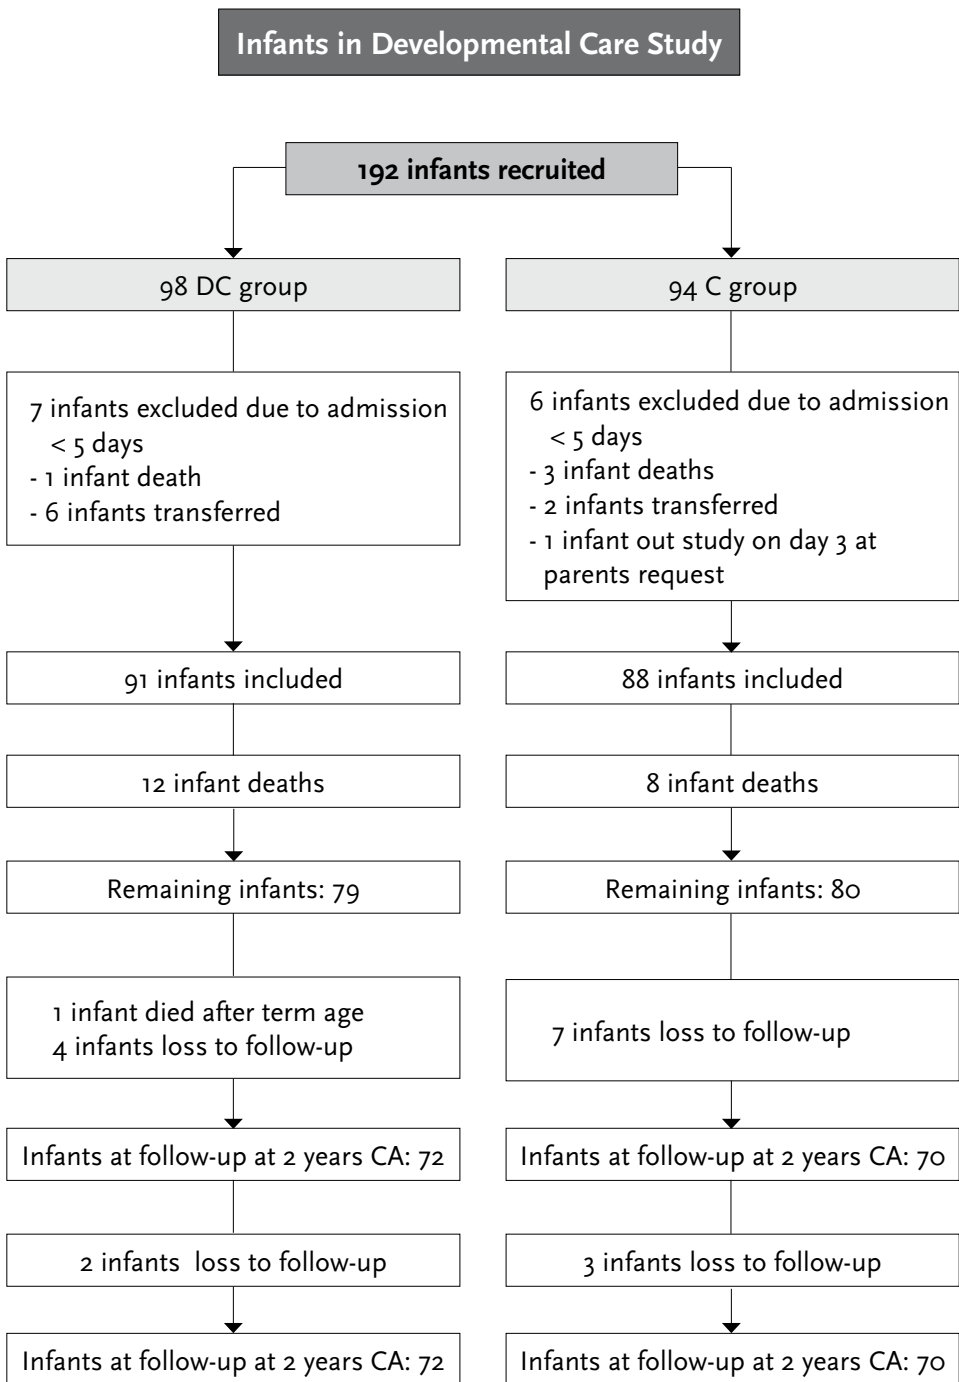 Infants in Developmental Care Study
192 infants recruited
98 DC group
94 C group
7 infants excluded due to admission
< 5 days
- 1 infant death
- 6 infants transferred
6 infants excluded due to admission
< 5 days
- 3 infant deaths
- 2 infants transferred
- 1 infant out study on day 3 at
parents request
91 infants included
88 infants included
12 infant deaths
8 infant deaths
Remaining infants: 79
Remaining infants: 80
1 infant died after term age
4 infants loss to follow-up
7 infants loss to follow-up
Infants at follow-up at 2 years CA: 72
Infants at follow-up at 2 years CA: 70
2 infants loss to follow-up
3 infants loss to follow-up
Infants at follow-up at 2 years CA: 72
Infants at follow-up at 2 years CA: 70